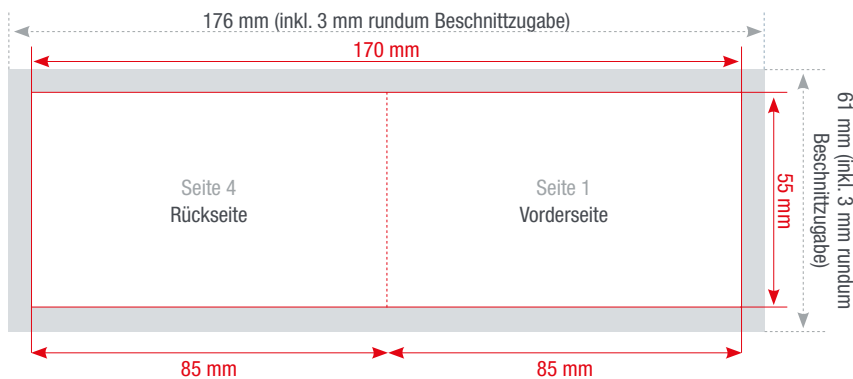 176 mm (inkl. 3 mm rundum Beschnittzugabe)
170 mm
Seite 4
Rückseite
Seite 1
Vorderseite
55 mm
61 mm (inkl. 3 mm rundum
Beschnittzugabe)
85 mm
85 mm